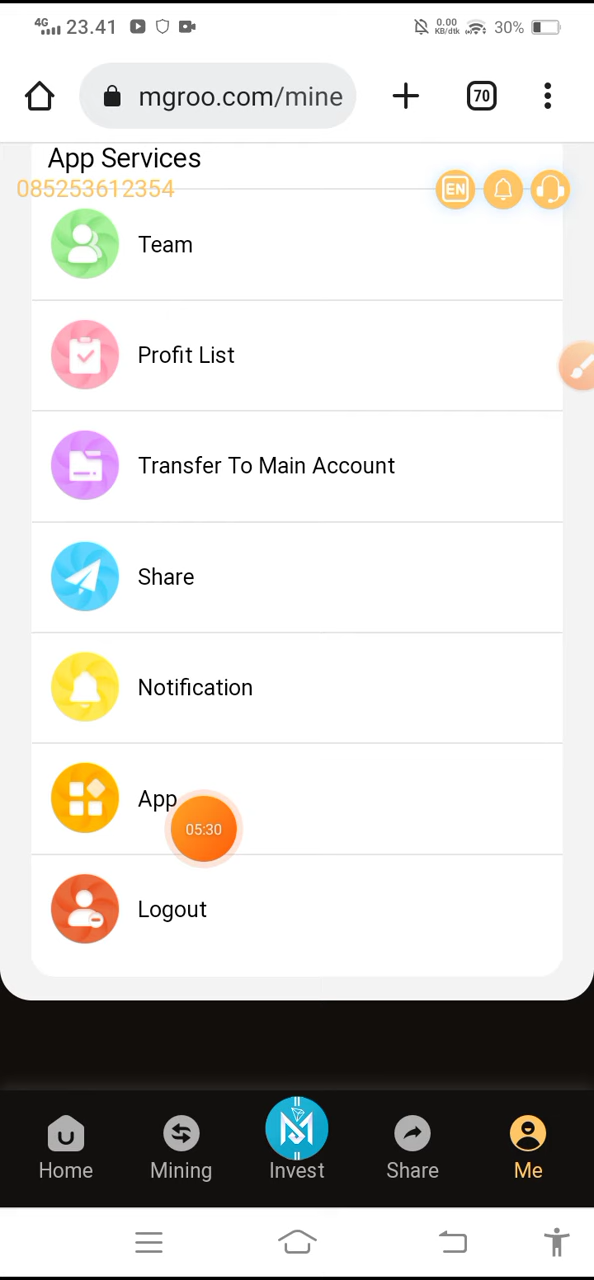 4G 23.41 0.00 KB/dtk 30%
mgroo.com/mine 70
App Services
085253612354 EN
Team
Profit List
Transfer To Main Account
Share
Notification
App
05:30
Logout
Home Mining Invest Share Me